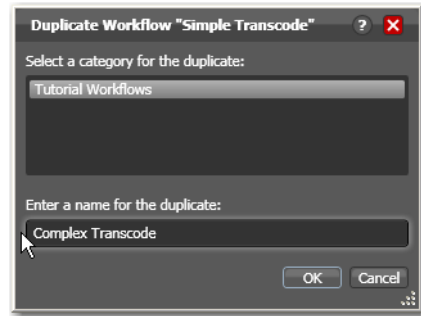 Duplicate Workflow "Simple Transcode" ? X
Select a category for the duplicate:
Tutorial Workflows
Enter a name for the duplicate:
Complex Transcode
OK Cancel